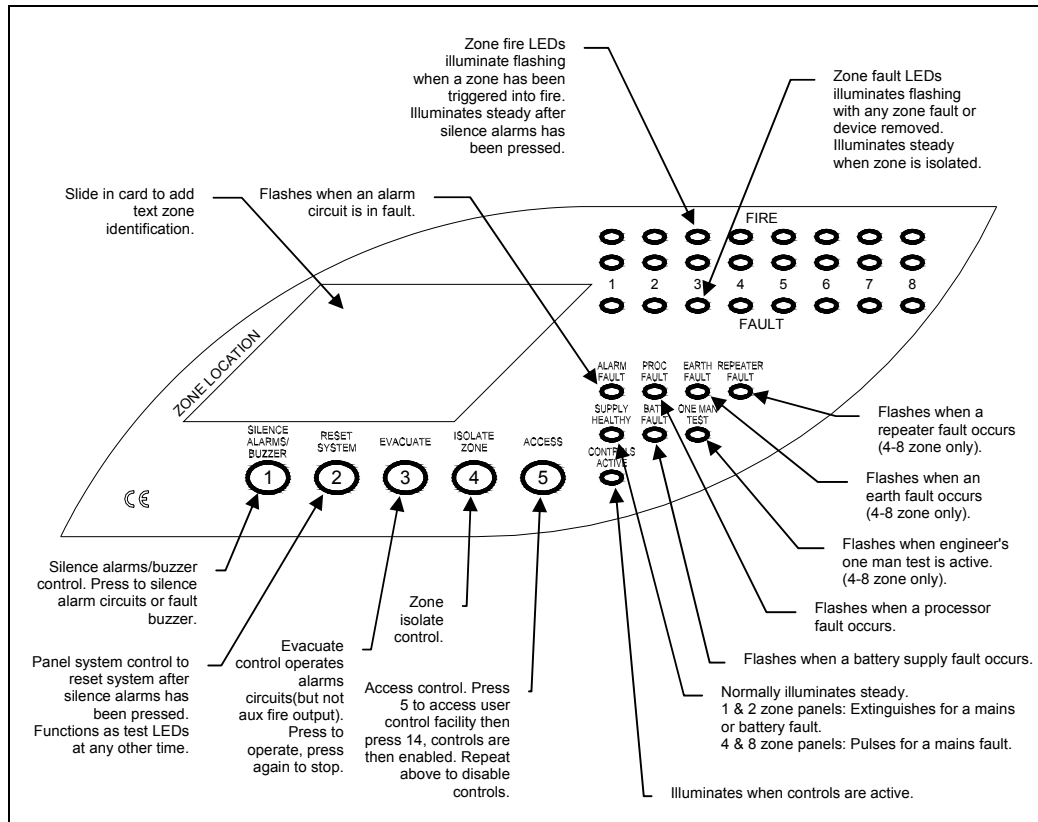 Zone fire LEDs
illuminate flashing
when a zone has been
triggered into fire.
Illuminates steady after
silence alarms has
been pressed.
Zone fault LEDs
illuminates flashing
with any zone fault or
device removed.
Illuminates steady
when zone is isolated.
Slide in card to add
text zone
identification.
Flashes when an alarm
circuit is in fault.
FIRE
1 2 3 4 5 6 7 8
FAULT
ZONE LOCATION
ALARM
FAULT
PROC
FAULT
EARTH
FAULT
REPEATER
FAULT
SUPPLY
HEALTHY
BATT
FAULT
ONE MAN
TEST
CONTROLS
ACTIVE
SILENCE
ALARMS/
BUZZER
RESET
SYSTEM
EVACUATE
ISOLATE
ZONE
ACCESS
1 2 3 4 5
CE
Flashes when a
repeater fault occurs
(4-8 zone only).
Flashes when an
earth fault occurs
(4-8 zone only).
Flashes when engineer's
one man test is active.
(4-8 zone only).
Flashes when a processor
fault occurs.
Flashes when a battery supply fault occurs.
Normally illuminates steady.
1 & 2 zone panels: Extinguishes for a mains
or battery fault.
4 & 8 zone panels: Pulses for a mains fault.
Illuminates when controls are active.
Silence alarms/buzzer
control. Press to silence
alarm circuits or fault
buzzer.
Panel system control to
reset system after
silence alarms has
been pressed.
Functions as test LEDs
at any other time.
Evacuate
control operates
alarms
circuits(but not
aux fire output).
Press to
operate, press
again to stop.
Zone
isolate
control.
Access control. Press
5 to access user
control facility then
press 14, controls are
then enabled. Repeat
above to disable
controls.